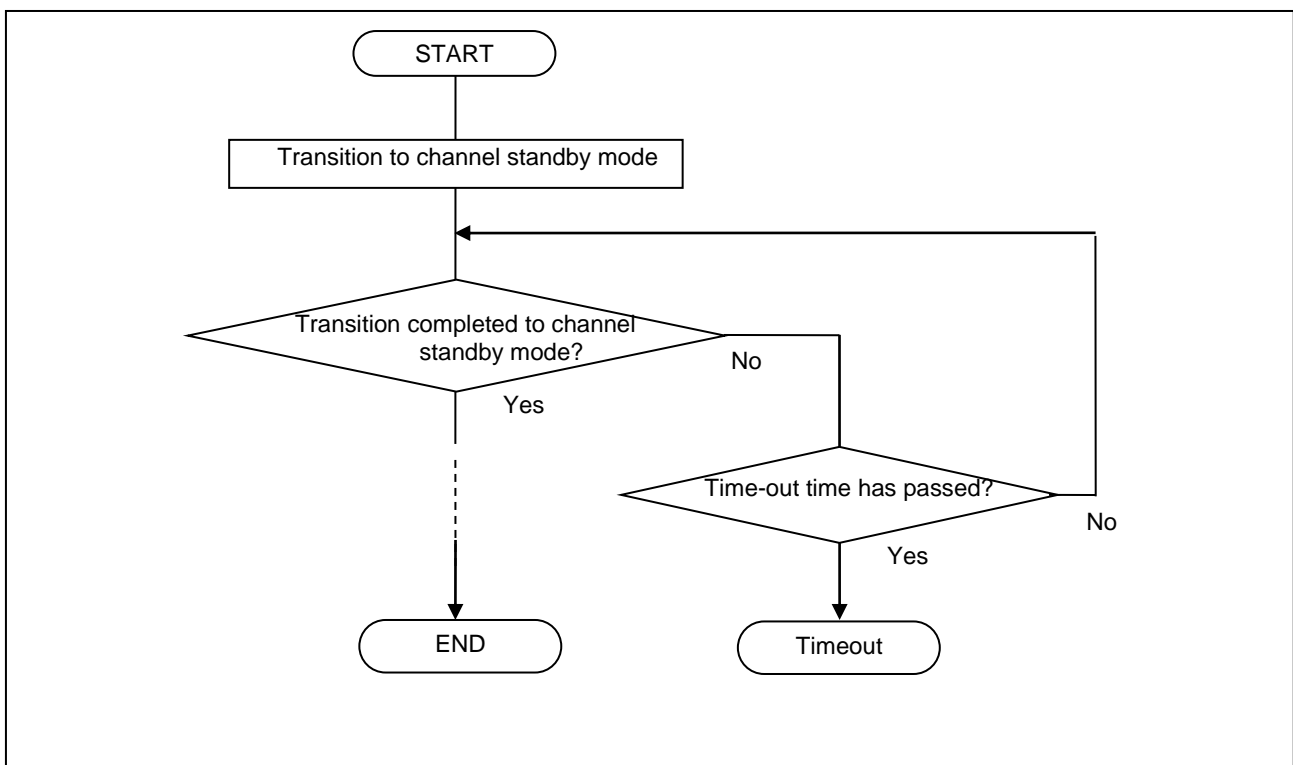 START
Transition to channel standby mode
Transition completed to channel
standby mode?
No
Yes
Time-out time has passed?
No
Yes
END
Timeout